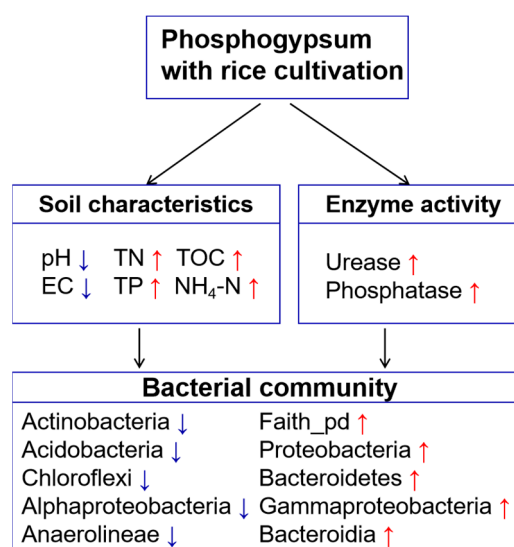 Phosphogypsum
with rice cultivation
Soil characteristics
pH ↓ TN ↑ TOC ↑
EC ↓ TP ↑ NH₄-N ↑
Enzyme activity
Urease ↑
Phosphatase ↑
Bacterial community
Actinobacteria ↓ Faith_pd ↑
Acidobacteria ↓ Proteobacteria ↑
Chloroflexi ↓ Bacteroidetes ↑
Alphaproteobacteria ↓ Gammaproteobacteria ↑
Anaerolineae ↓ Bacteroidia ↑